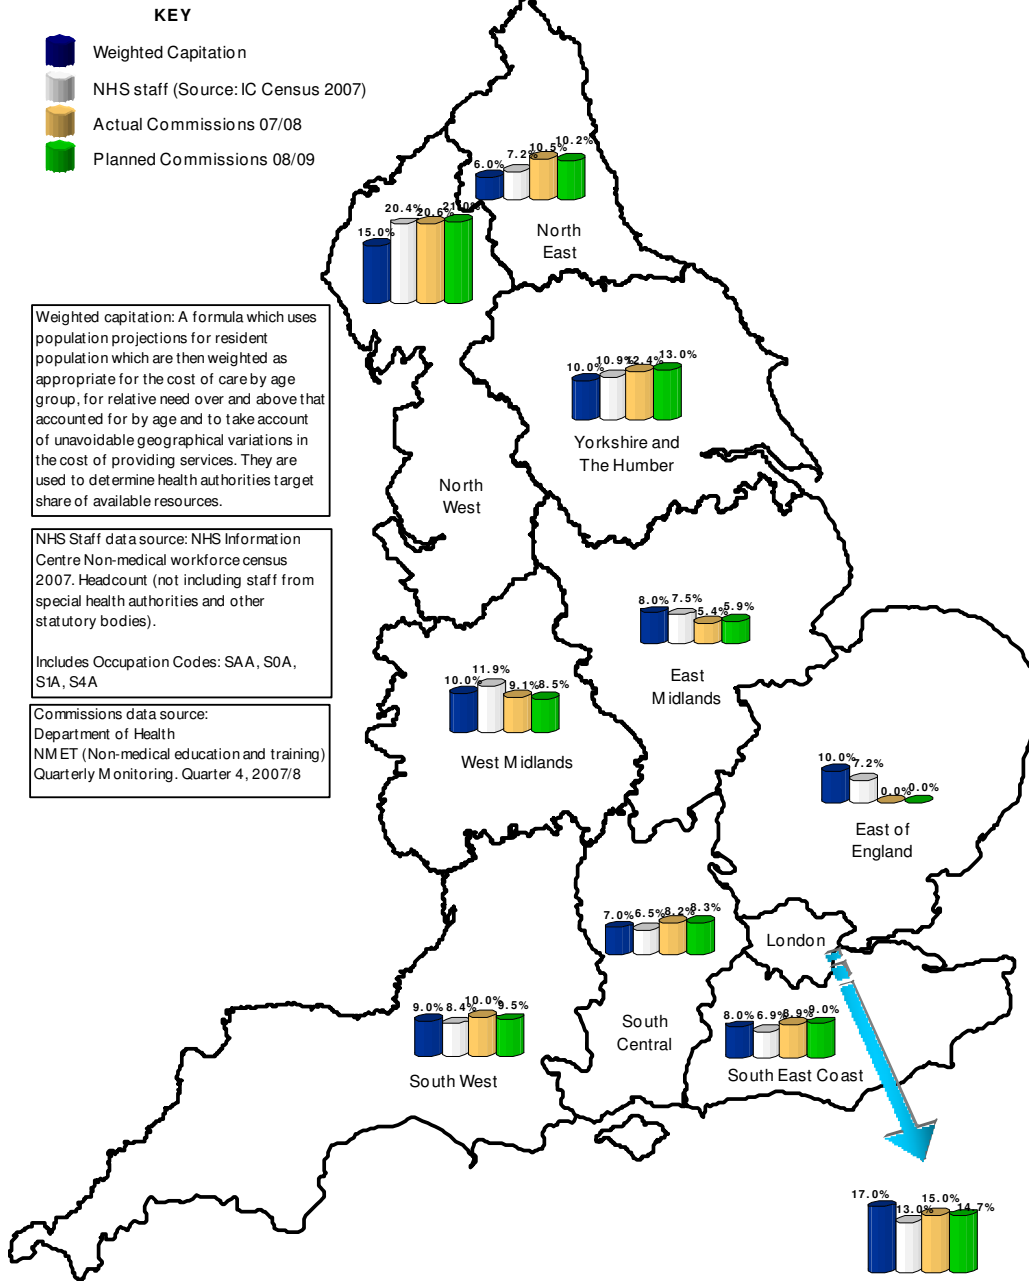 KEY
Weighted Capitation
NHS staff (Source: IC Census 2007)
Actual Commissions 07/08
Planned Commissions 08/09
6.0% 7.2% 10.5% 10.2%
North
East
15.0% 20.4% 20.6% 21.0%
Weighted capitation: A formula which uses
population projections for resident
population which are then weighted as
appropriate for the cost of care by age
group, for relative need over and above that
accounted for by age and to take account
of unavoidable geographical variations in
the cost of providing services. They are
used to determine health authorities target
share of available resources.
10.0% 10.9% 12.4% 13.0%
Yorkshire and
The Humber
North
West
NHS Staff data source: NHS Information
Centre Non-medical workforce census
2007. Headcount (not including staff from
special health authorities and other
statutory bodies).
Includes Occupation Codes: SAA, S0A,
S1A, S4A
8.0% 7.5% 5.4% 5.9%
East
Midlands
10.0% 11.9% 9.1% 8.5%
West Midlands
Commissions data source:
Department of Health
NMET (Non-medical education and training)
Quarterly Monitoring. Quarter 4, 2007/8
10.0% 7.2% 0.0% 0.0%
East of
England
7.0% 6.5% 8.2% 8.3%
London
9.0% 8.4% 10.0% 9.5%
South West
South
Central
8.0% 6.9% 8.9% 9.0%
South East Coast
17.0% 13.0% 15.0% 14.7%